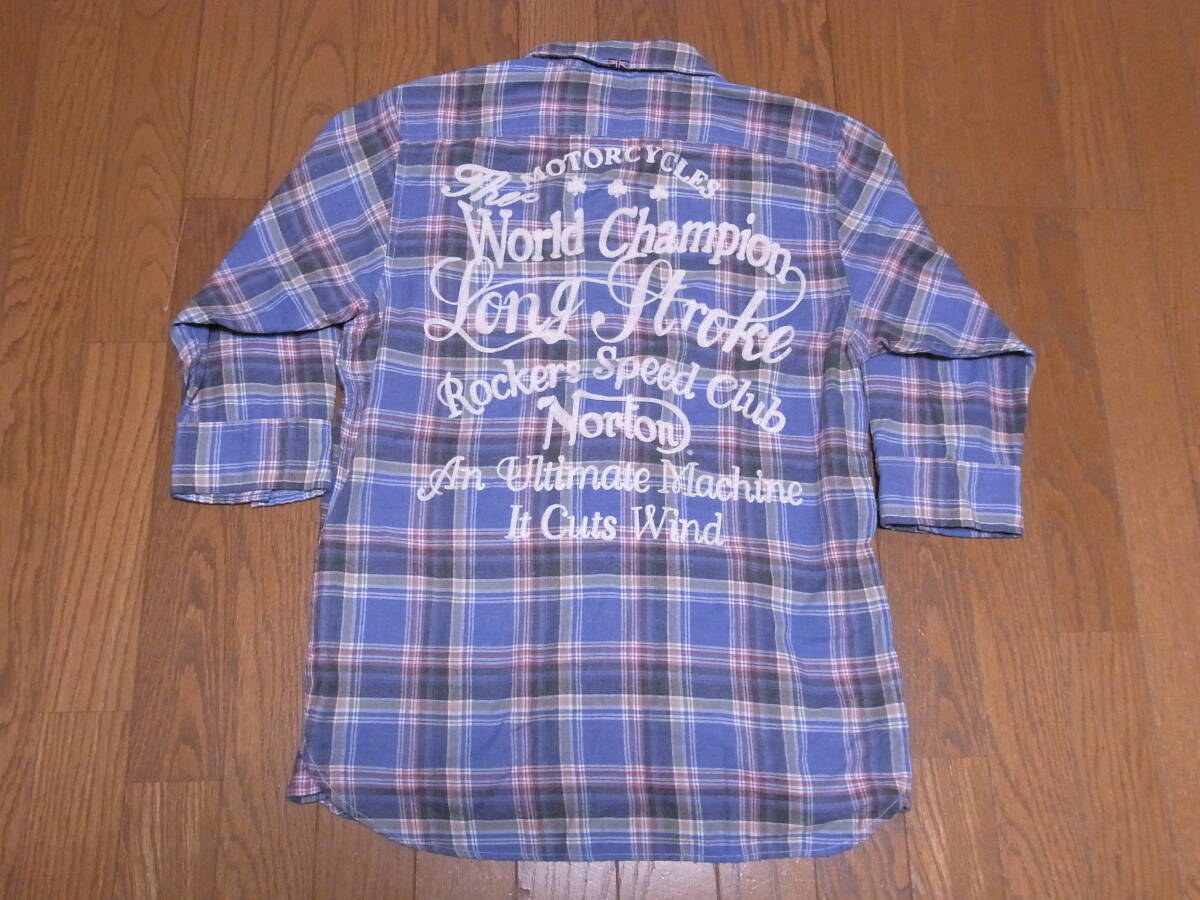 MOTORCYCLES
The
World Champion
Long Stroke
Rockers Speed Club
Norton
An Ultimate Machine
It Cuts Wind